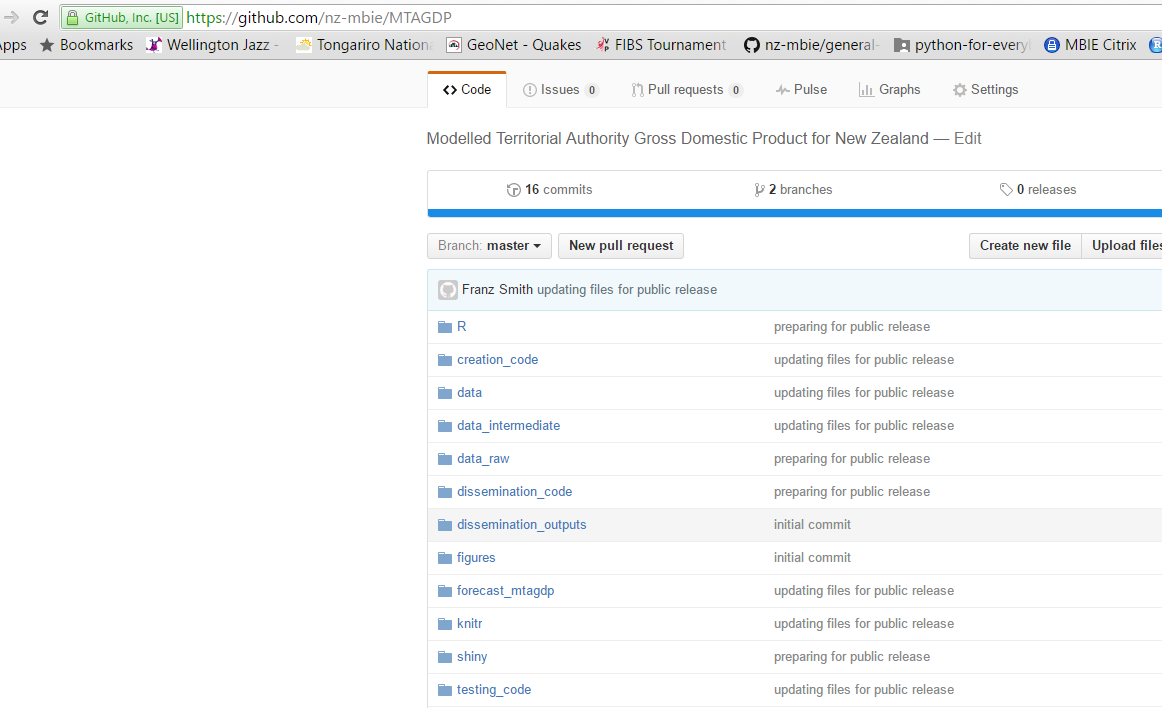 GitHub, Inc. [US] https://github.com/nz-mbie/MTAGDP
Apps Bookmarks Wellington Jazz - Tongariro Nation GeoNet - Quakes FIBS Tournament nz-mbie/general- python-for-every MBIE Citrix R
Code Issues 0 Pull requests 0 Pulse Graphs Settings
Modelled Territorial Authority Gross Domestic Product for New Zealand — Edit
16 commits 2 branches 0 releases
Branch: master New pull request Create new file Upload files
Franz Smith updating files for public release
R preparing for public release
creation_code updating files for public release
data updating files for public release
data_intermediate updating files for public release
data_raw preparing for public release
dissemination_code preparing for public release
dissemination_outputs initial commit
figures initial commit
forecast_mtagdp updating files for public release
knitr updating files for public release
shiny preparing for public release
testing_code updating files for public release